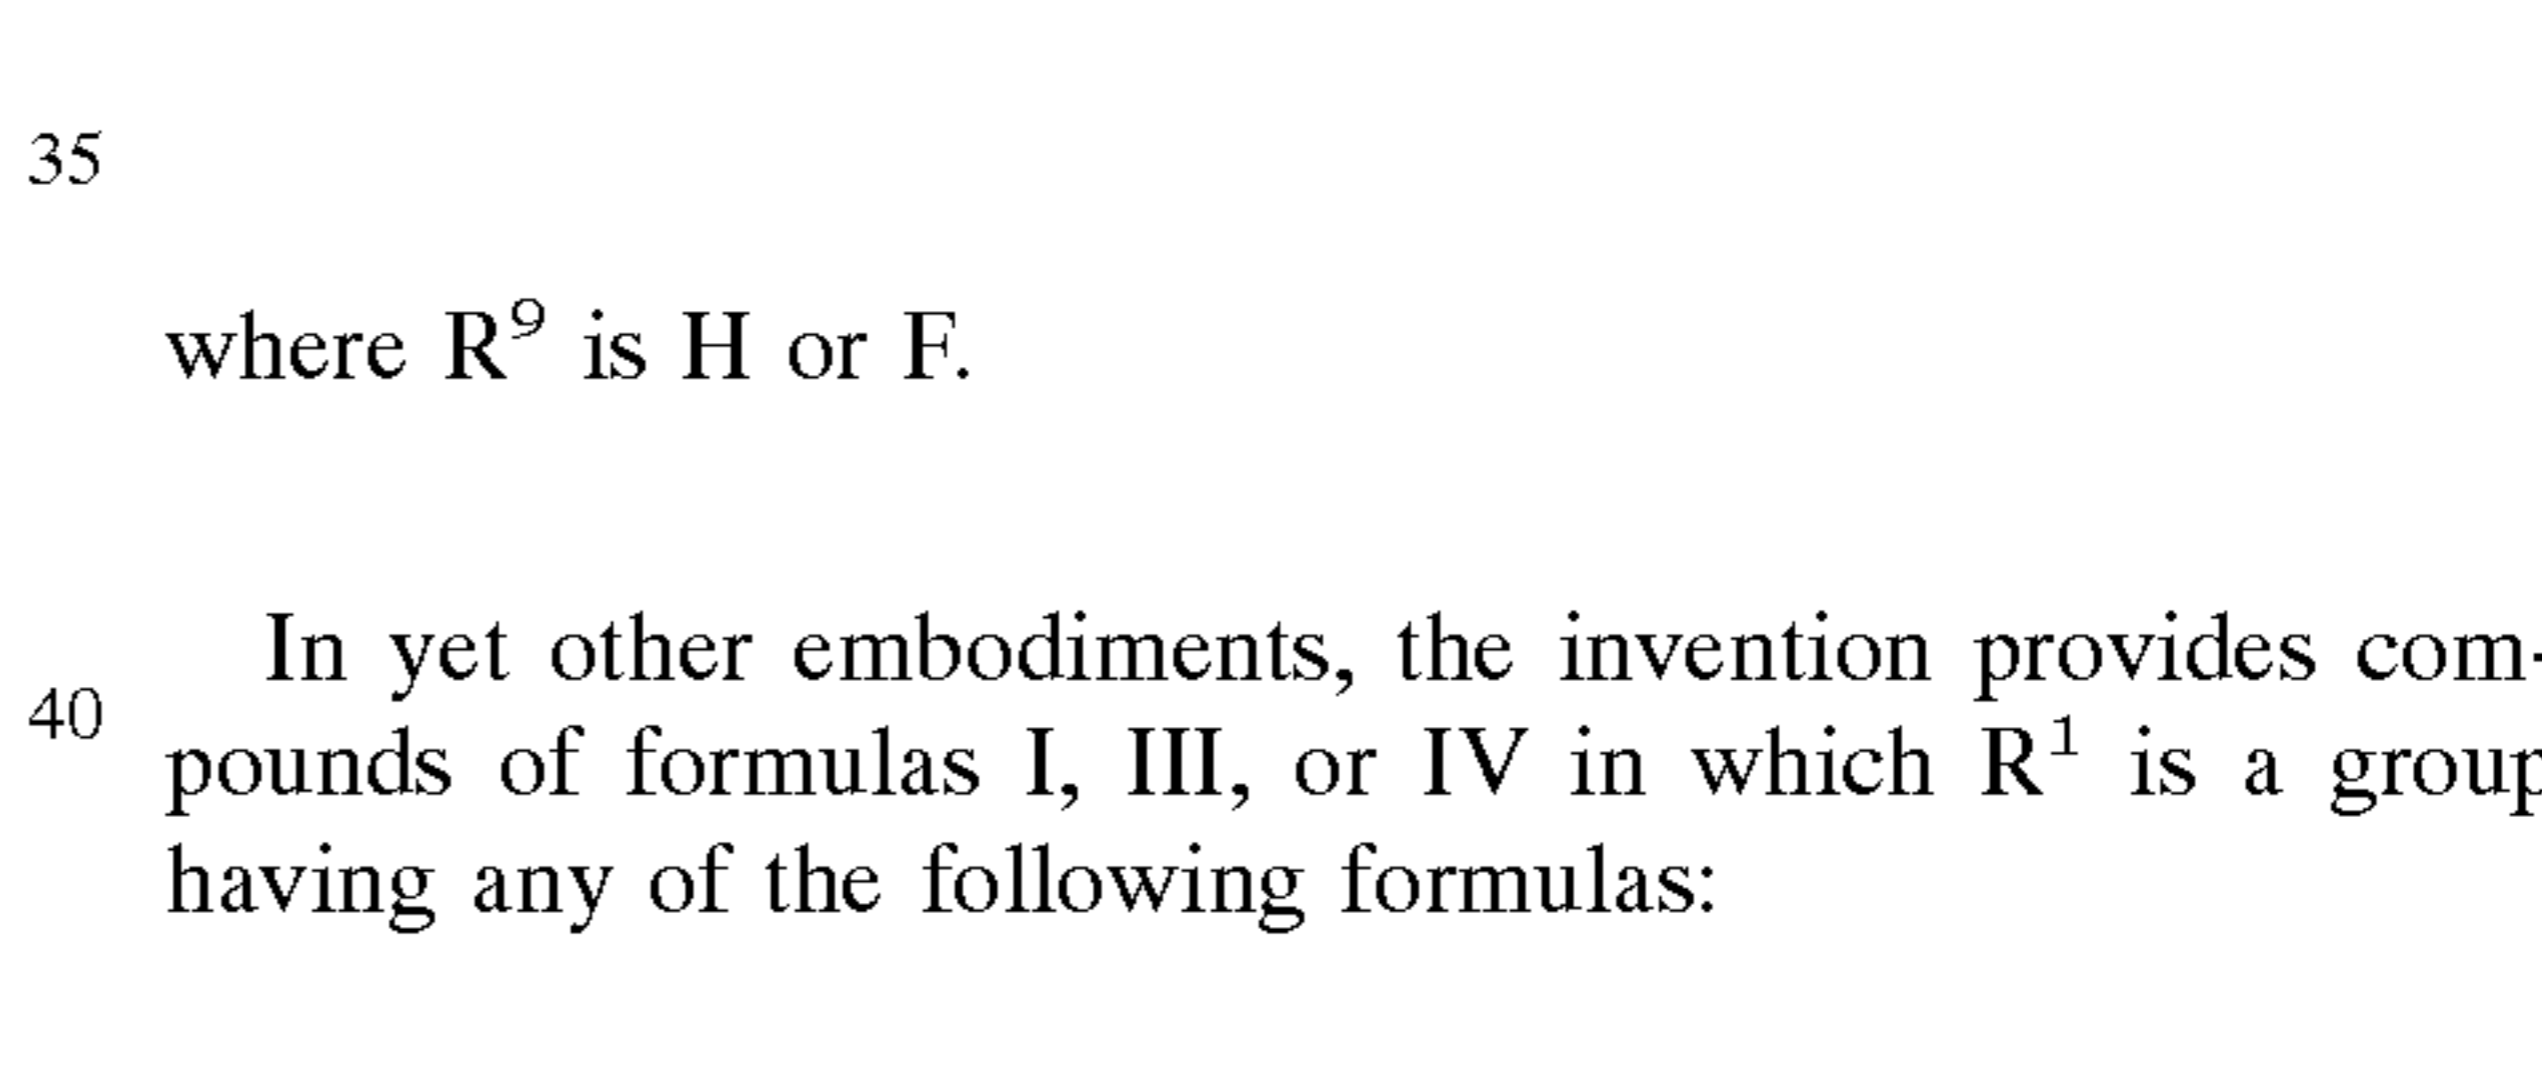 35
where R⁹ is H or F.
In yet other embodiments, the invention provides com-
40
pounds of formulas I, III, or IV in which R¹ is a group
having any of the following formulas: